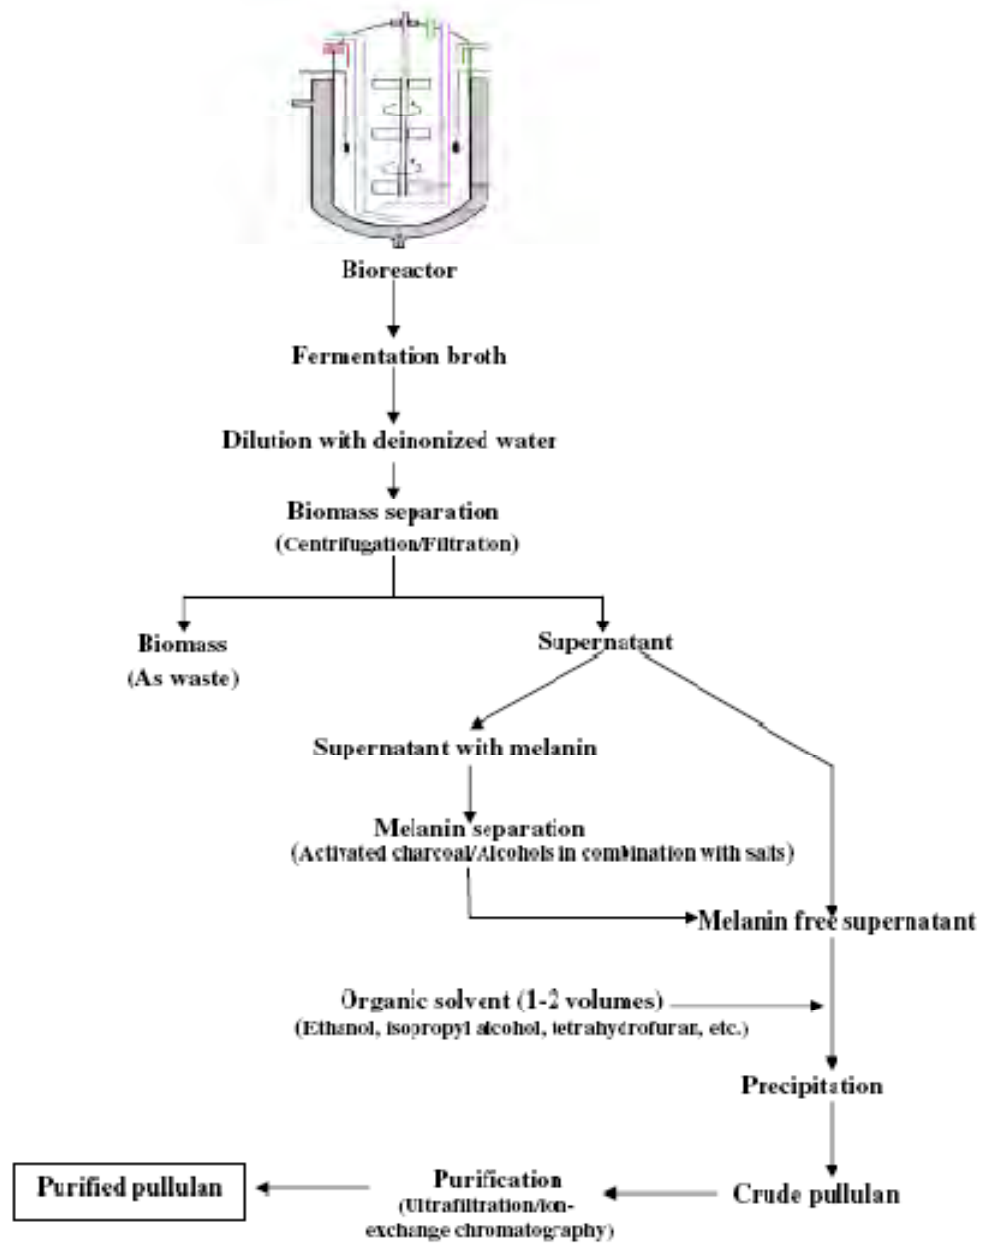 Bioreactor
Fermentation broth
Dilution with deinonized water
Biomass separation
(Centrifugation/Filtration)
Biomass
(As waste)
Supernatant
Supernatant with melanin
Melanin separation
(Activated charcoal/Alcohols in combination with salts)
Melanin free supernatant
Organic solvent (1-2 volumes)
(Ethanol, isopropyl alcohol, tetrahydrofuran, etc.)
Precipitation
Crude pullulan
Purification
(Ultrafiltration/ion-
exchange chromatography)
Purified pullulan